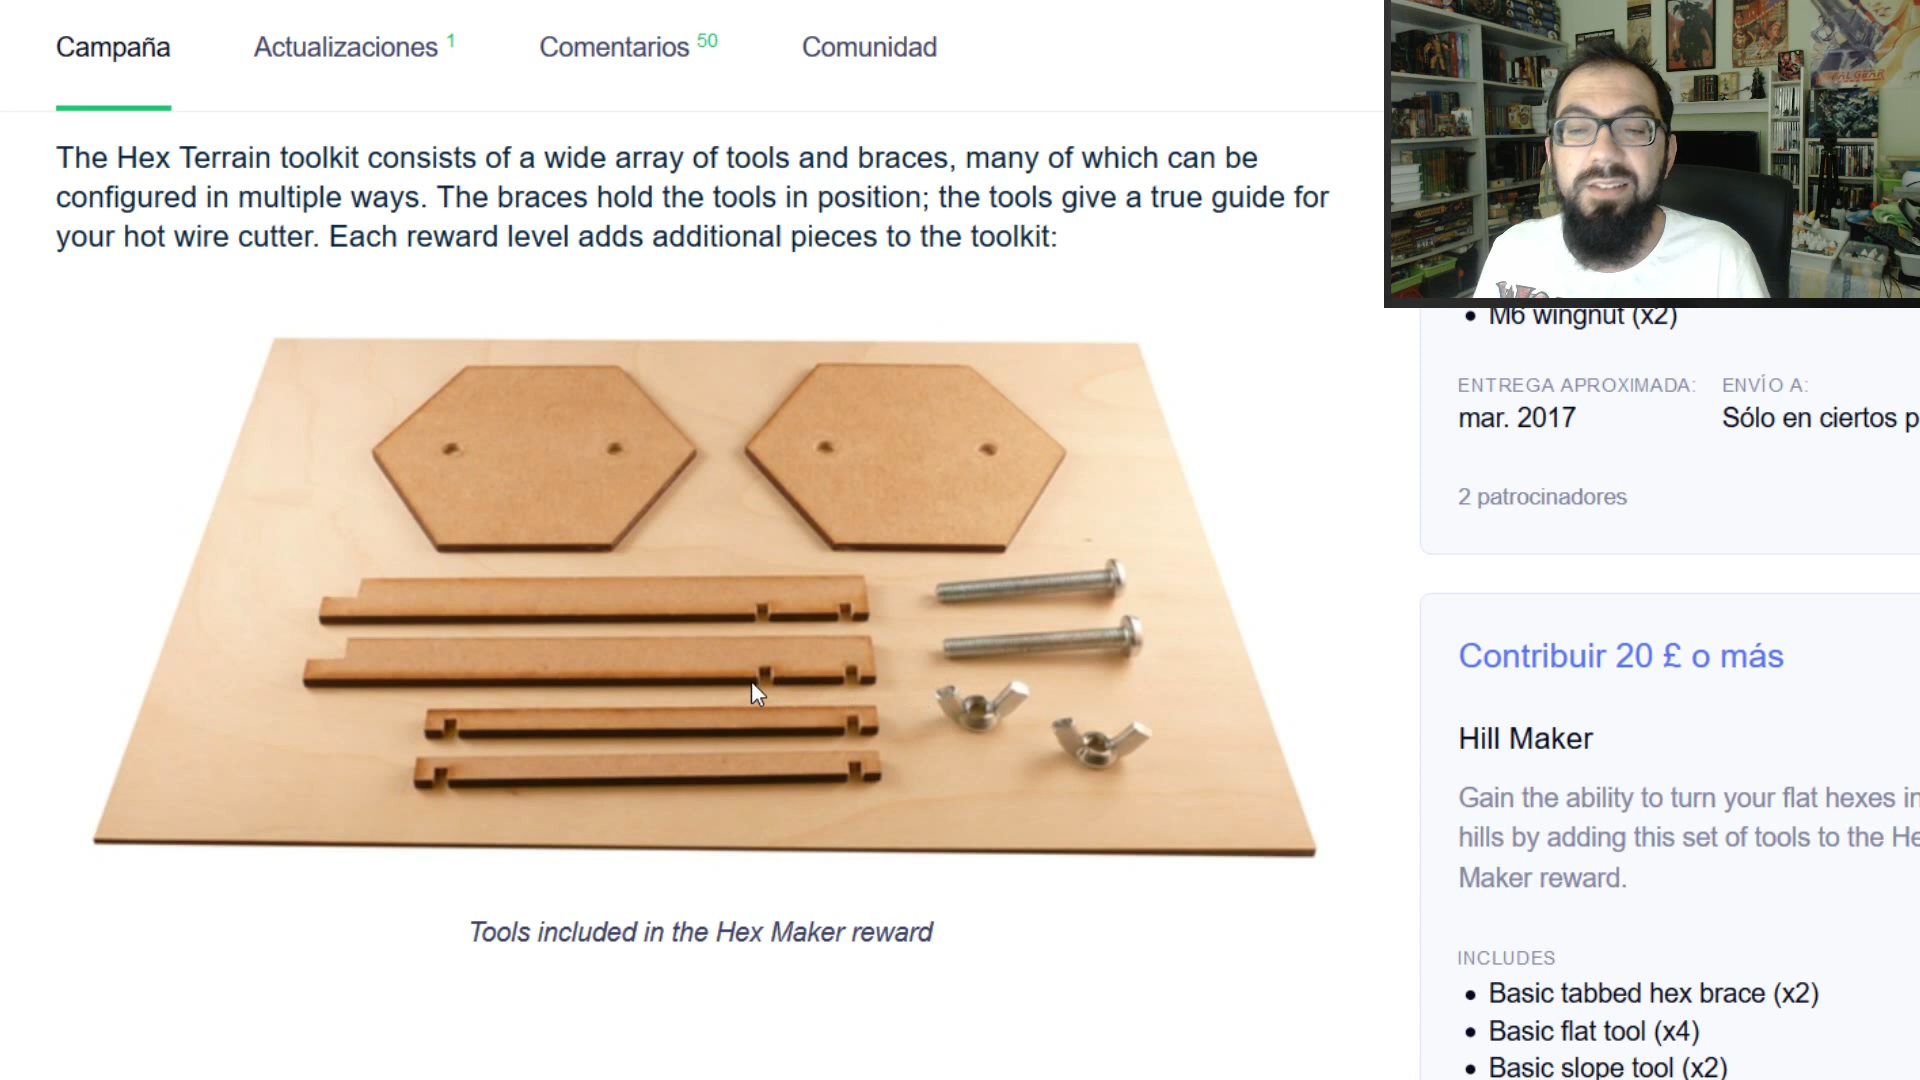 Campaña
Actualizaciones 1
Comentarios 50
Comunidad
The Hex Terrain toolkit consists of a wide array of tools and braces, many of which can be
configured in multiple ways. The braces hold the tools in position; the tools give a true guide for
your hot wire cutter. Each reward level adds additional pieces to the toolkit:
Tools included in the Hex Maker reward
M6 wingnut (x2)
ENTREGA APROXIMADA:
mar. 2017
ENVÍO A:
Sólo en ciertos p
2 patrocinadores
Contribuir 20 £ o más
Hill Maker
Gain the ability to turn your flat hexes in
hills by adding this set of tools to the He
Maker reward.
INCLUDES
Basic tabbed hex brace (x2)
Basic flat tool (x4)
Basic slope tool (x2)